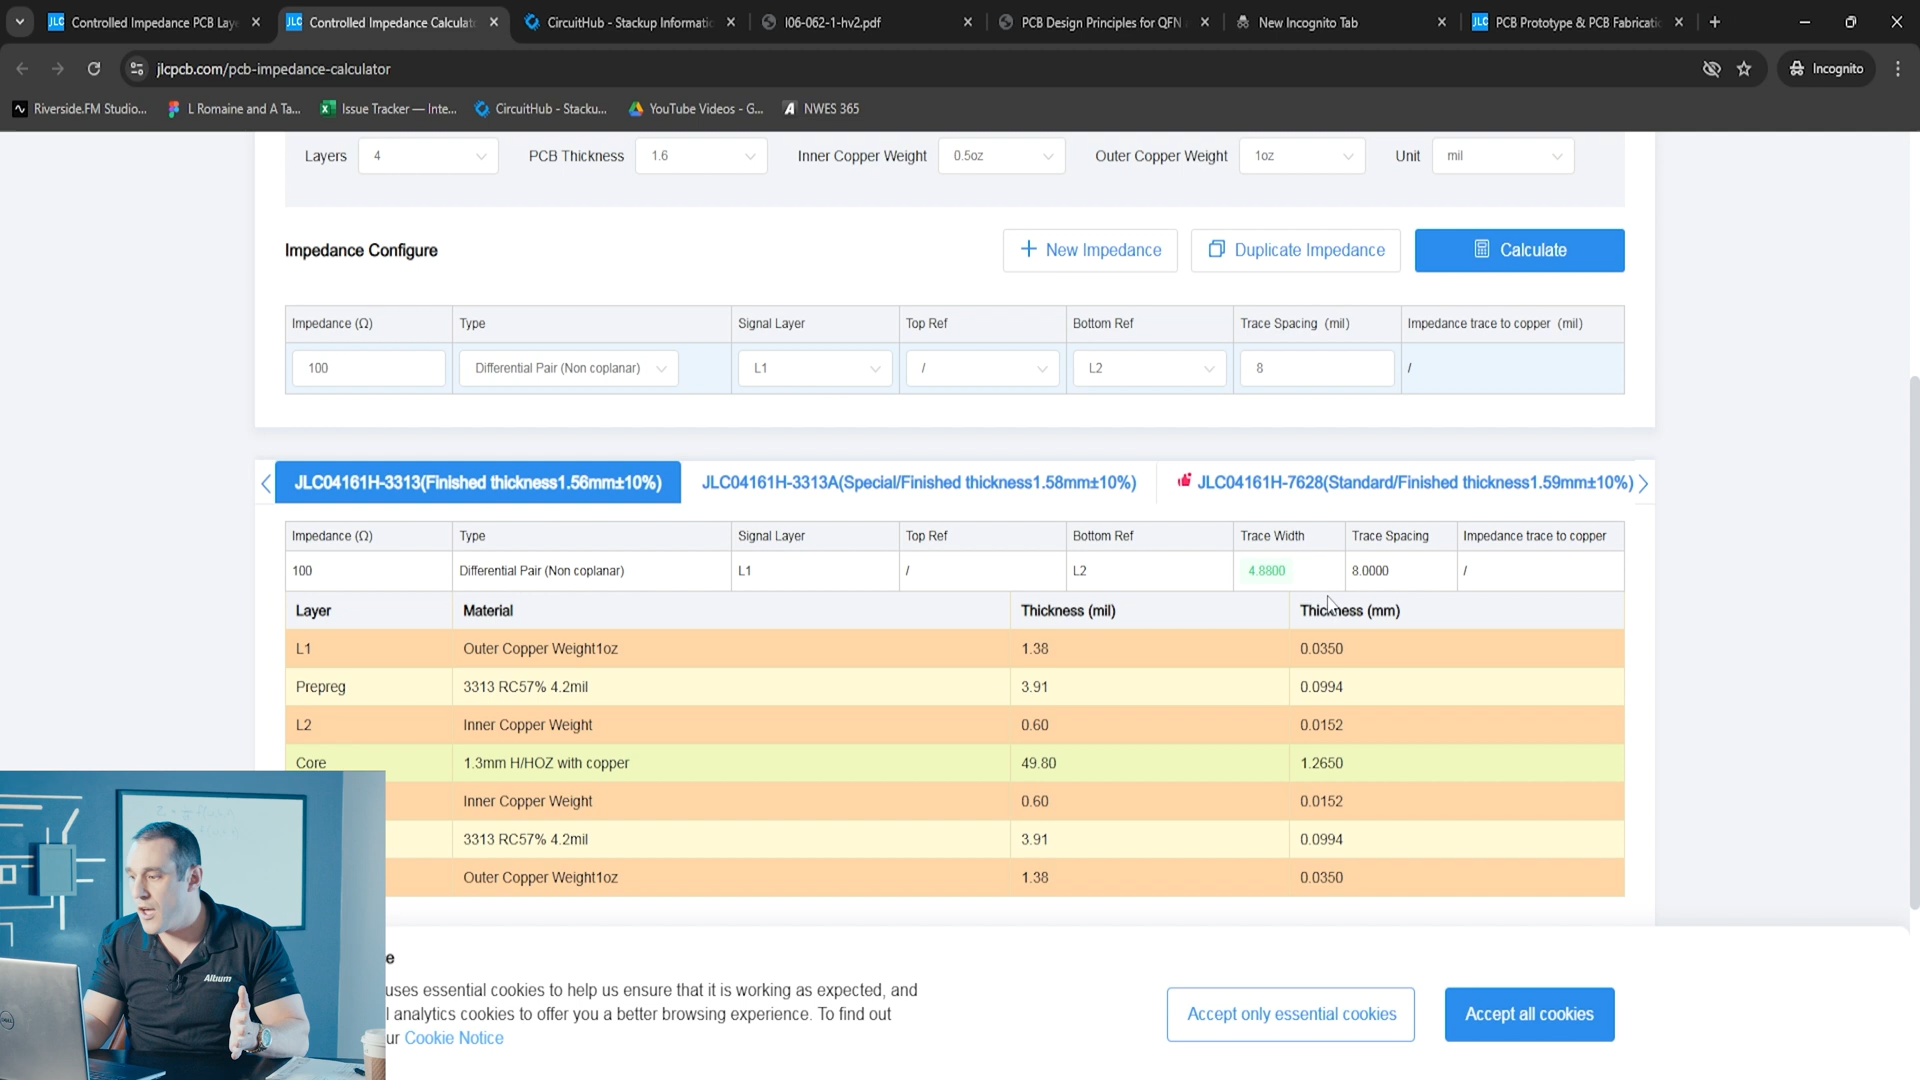 Controlled Impedance PCB Lay
Controlled Impedance Calculat
CircuitHub - Stackup Informatic
l06-062-1-hv2.pdf
PCB Design Principles for QFN
New Incognito Tab
PCB Prototype & PCB Fabricati
jlcpcb.com/pcb-impedance-calculator
Incognito
Riverside.FM Studio...
L Romaine and A Ta...
Issue Tracker — Inte...
CircuitHub - Stacku...
YouTube Videos - G...
NWES 365
Layers 4 PCB Thickness 1.6 Inner Copper Weight 0.5oz Outer Copper Weight 1oz Unit mil
Impedance Configure
New Impedance
Duplicate Impedance
Calculate
Impedance (Ω) Type Signal Layer Top Ref Bottom Ref Trace Spacing (mil) Impedance trace to copper (mil)
100 Differential Pair (Non coplanar) L1 / L2 8 /
JLC04161H-3313(Finished thickness1.56mm±10%)
JLC04161H-3313A(Special/Finished thickness1.58mm±10%)
JLC04161H-7628(Standard/Finished thickness1.59mm±10%)
Impedance (Ω) Type Signal Layer Top Ref Bottom Ref Trace Width Trace Spacing Impedance trace to copper
100 Differential Pair (Non coplanar) L1 / L2 4.8800 8.0000 /
Layer Material Thickness (mil) Thickness (mm)
L1 Outer Copper Weight1oz 1.38 0.0350
Prepreg 3313 RC57% 4.2mil 3.91 0.0994
L2 Inner Copper Weight 0.60 0.0152
Core 1.3mm H/HOZ with copper 49.80 1.2650
Inner Copper Weight 0.60 0.0152
3313 RC57% 4.2mil 3.91 0.0994
Outer Copper Weight1oz 1.38 0.0350
e
uses essential cookies to help us ensure that it is working as expected, and
l analytics cookies to offer you a better browsing experience. To find out
ur Cookie Notice
Accept only essential cookies
Accept all cookies
Altium
DELL